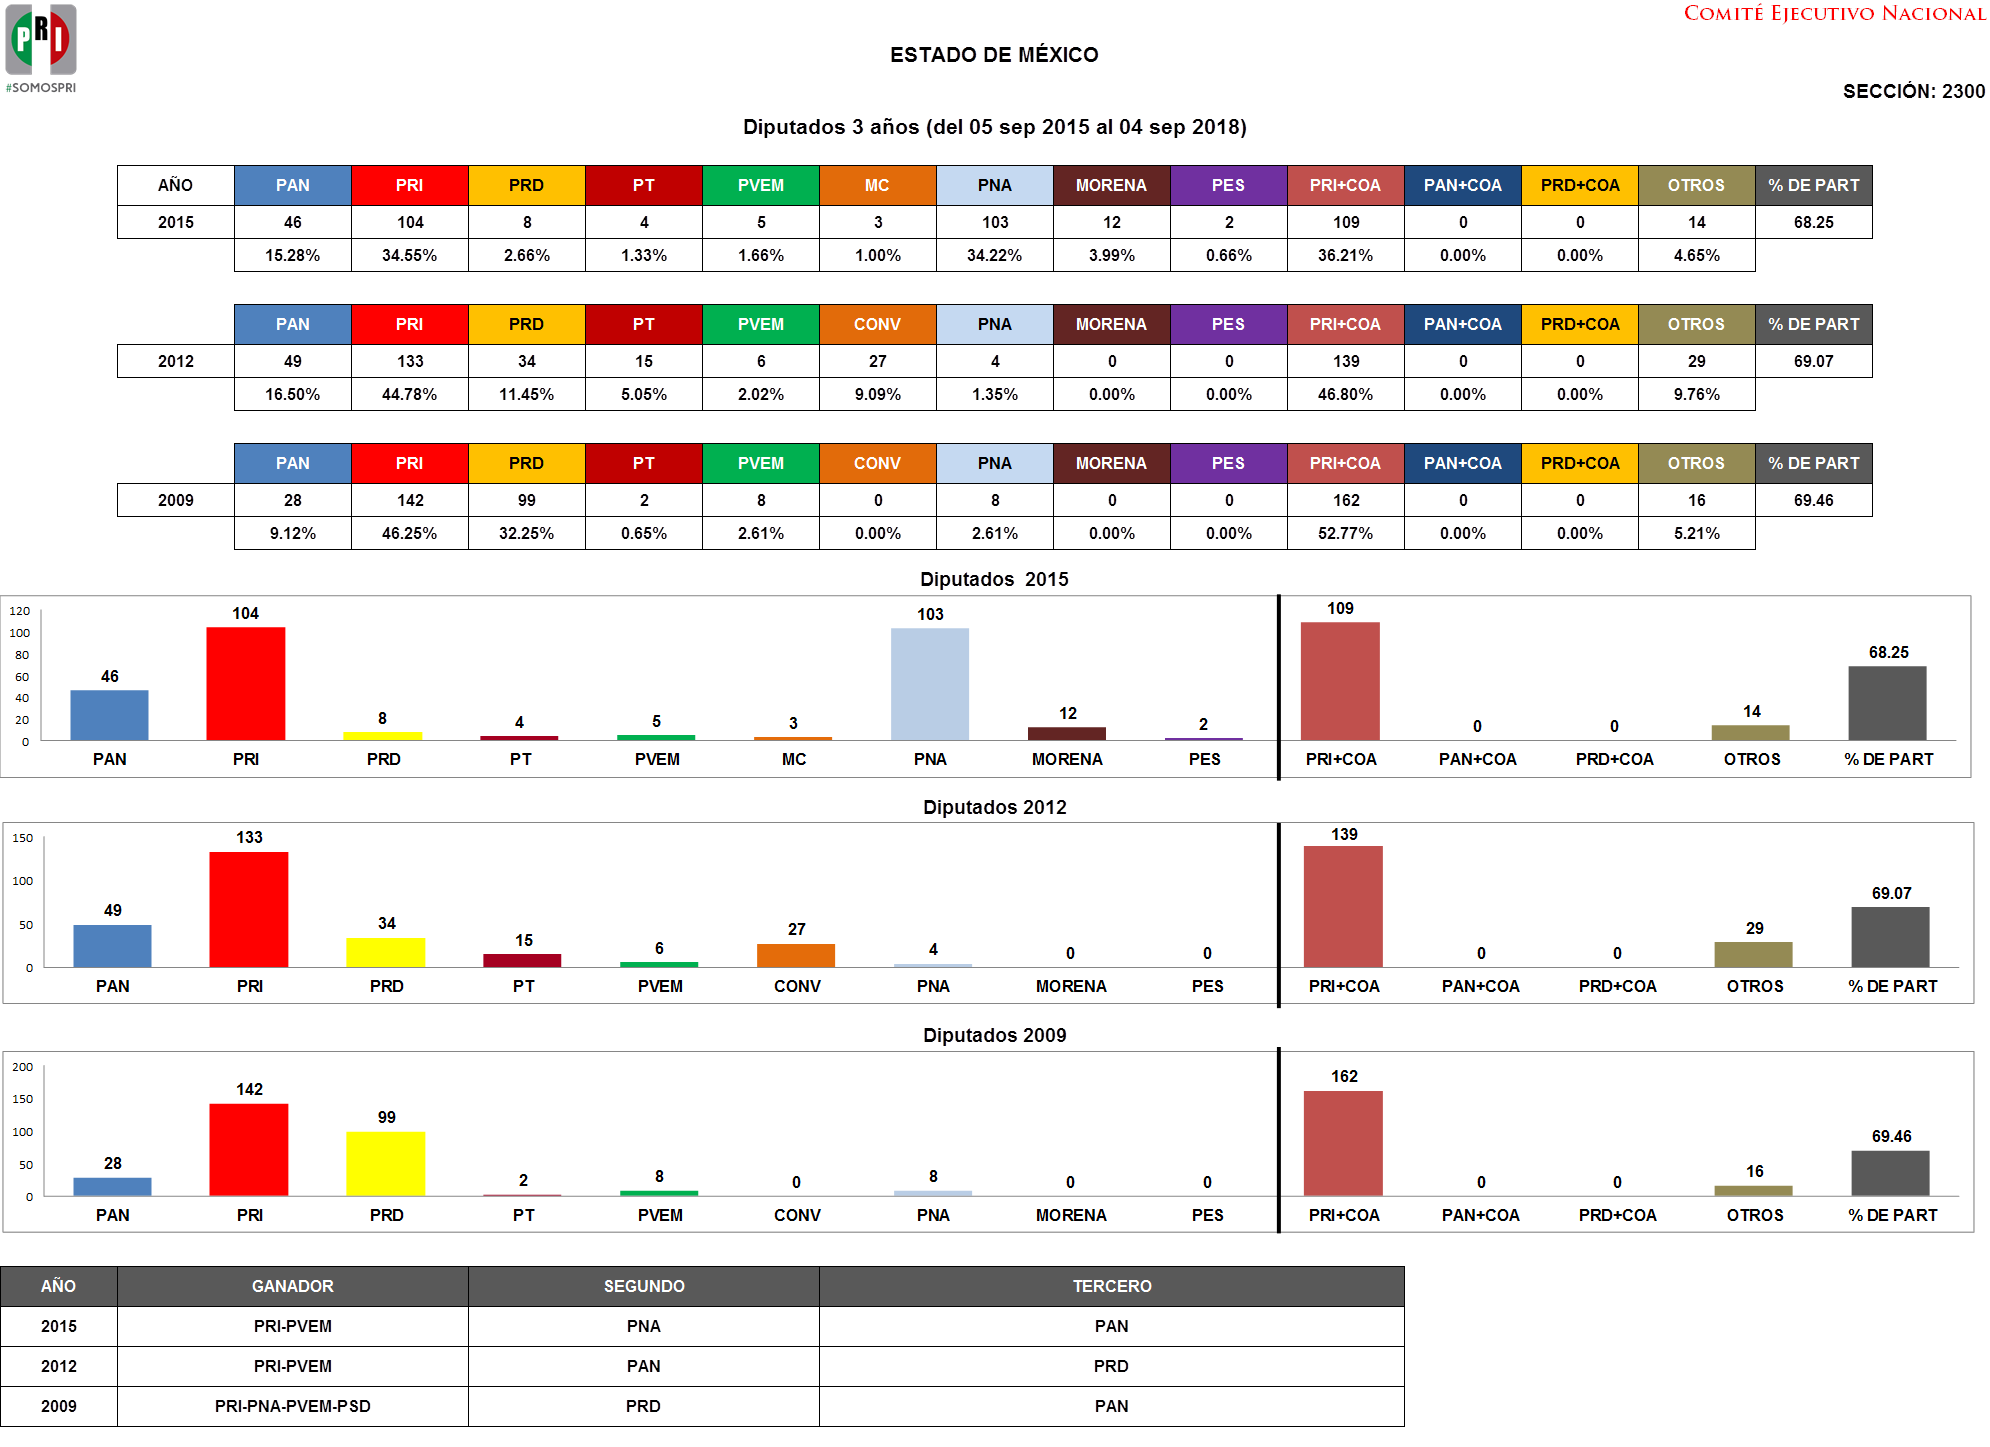 PRI
#SOMOSPRI
COMITÉ EJECUTIVO NACIONAL
ESTADO DE MÉXICO
SECCIÓN: 2300
Diputados 3 años (del 05 sep 2015 al 04 sep 2018)
AÑO PAN PRI PRD PT PVEM MC PNA MORENA PES PRI+COA PAN+COA PRD+COA OTROS % DE PART
2015 46 104 8 4 5 3 103 12 2 109 0 0 14 68.25
15.28% 34.55% 2.66% 1.33% 1.66% 1.00% 34.22% 3.99% 0.66% 36.21% 0.00% 0.00% 4.65%
PAN PRI PRD PT PVEM CONV PNA MORENA PES PRI+COA PAN+COA PRD+COA OTROS % DE PART
2012 49 133 34 15 6 27 4 0 0 139 0 0 29 69.07
16.50% 44.78% 11.45% 5.05% 2.02% 9.09% 1.35% 0.00% 0.00% 46.80% 0.00% 0.00% 9.76%
PAN PRI PRD PT PVEM CONV PNA MORENA PES PRI+COA PAN+COA PRD+COA OTROS % DE PART
2009 28 142 99 2 8 0 8 0 0 162 0 0 16 69.46
9.12% 46.25% 32.25% 0.65% 2.61% 0.00% 2.61% 0.00% 0.00% 52.77% 0.00% 0.00% 5.21%
Diputados 2015
120
100
80
60
40
20
0
46 104 8 4 5 3 103 12 2 109 0 0 14 68.25
PAN PRI PRD PT PVEM MC PNA MORENA PES PRI+COA PAN+COA PRD+COA OTROS % DE PART
Diputados 2012
150
100
50
0
49 133 34 15 6 27 4 0 0 139 0 0 29 69.07
PAN PRI PRD PT PVEM CONV PNA MORENA PES PRI+COA PAN+COA PRD+COA OTROS % DE PART
Diputados 2009
200
150
100
50
0
28 142 99 2 8 0 8 0 0 162 0 0 16 69.46
PAN PRI PRD PT PVEM CONV PNA MORENA PES PRI+COA PAN+COA PRD+COA OTROS % DE PART
AÑO GANADOR SEGUNDO TERCERO
2015 PRI-PVEM PNA PAN
2012 PRI-PVEM PAN PRD
2009 PRI-PNA-PVEM-PSD PRD PAN